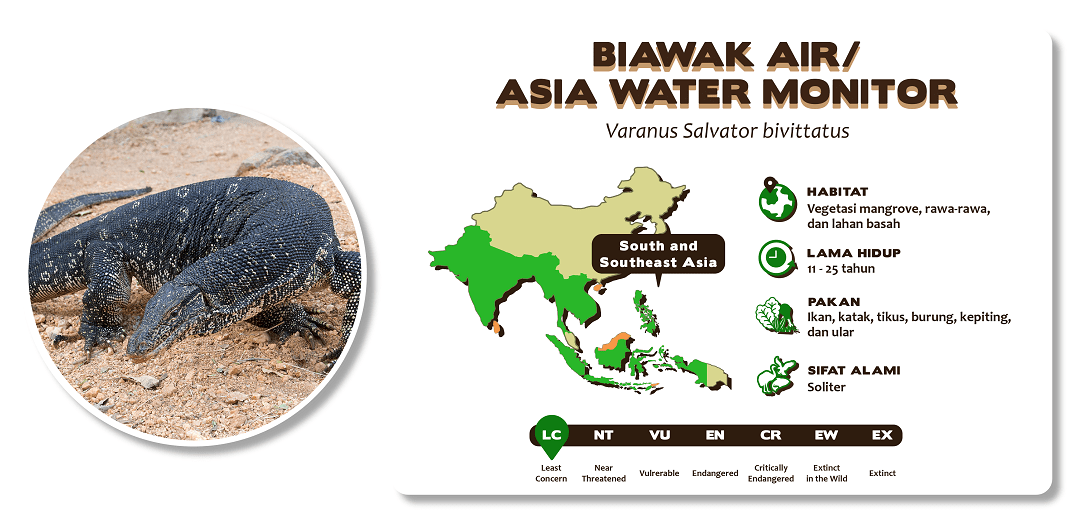 BIAWAK AIR/
ASIA WATER MONITOR
Varanus Salvator bivittatus
South and
Southeast Asia
HABITAT
Vegetasi mangrove, rawa-rawa,
dan lahan basah
LAMA HIDUP
11 - 25 tahun
PAKAN
Ikan, katak, tikus, burung, kepiting,
dan ular
SIFAT ALAMI
Soliter
LC NT VU EN CR EW EX
Least Concern
Near Threatened
Vulrerable
Endangered
Critically Endangered
Extinct in the Wild
Extinct